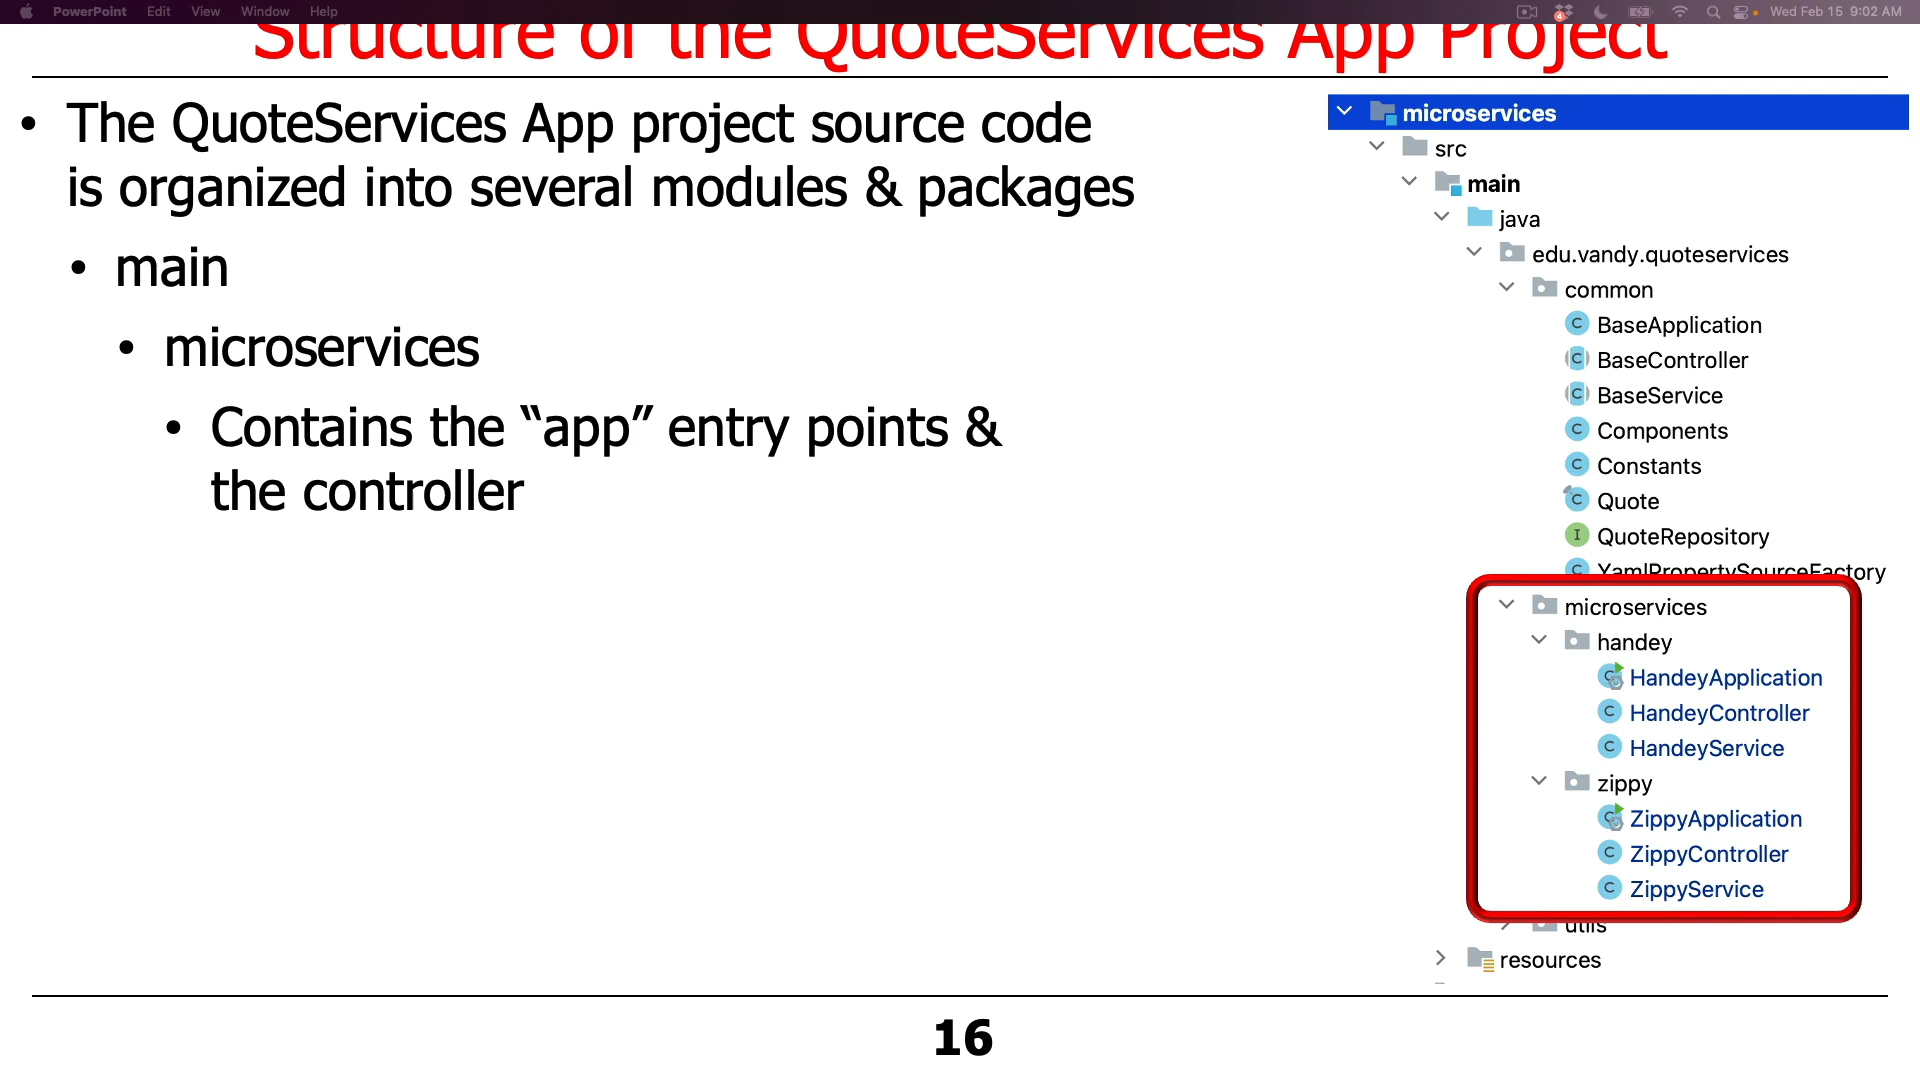 PowerPoint Edit View Window Help
4
Wed Feb 15 9:02 AM
Structure of the QuoteServices App Project
• The QuoteServices App project source code
is organized into several modules & packages
• main
• microservices
• Contains the “app” entry points &
the controller
microservices
src
main
java
edu.vandy.quoteservices
common
C BaseApplication
C BaseController
C BaseService
C Components
C Constants
C Quote
I QuoteRepository
C YamlPropertySourceFactory
microservices
handey
C HandeyApplication
C HandeyController
C HandeyService
zippy
C ZippyApplication
C ZippyController
C ZippyService
utils
resources
16